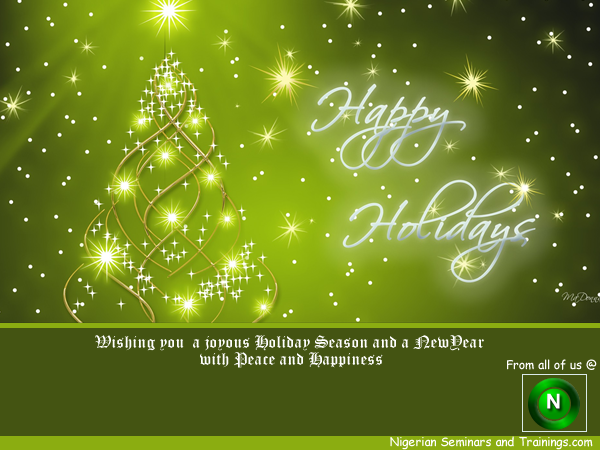 Happy
Holidays
Wishing you a joyous Holiday Season and a NewYear
with Peace and Happiness
From all of us @
N
Nigerian Seminars and Trainings.com